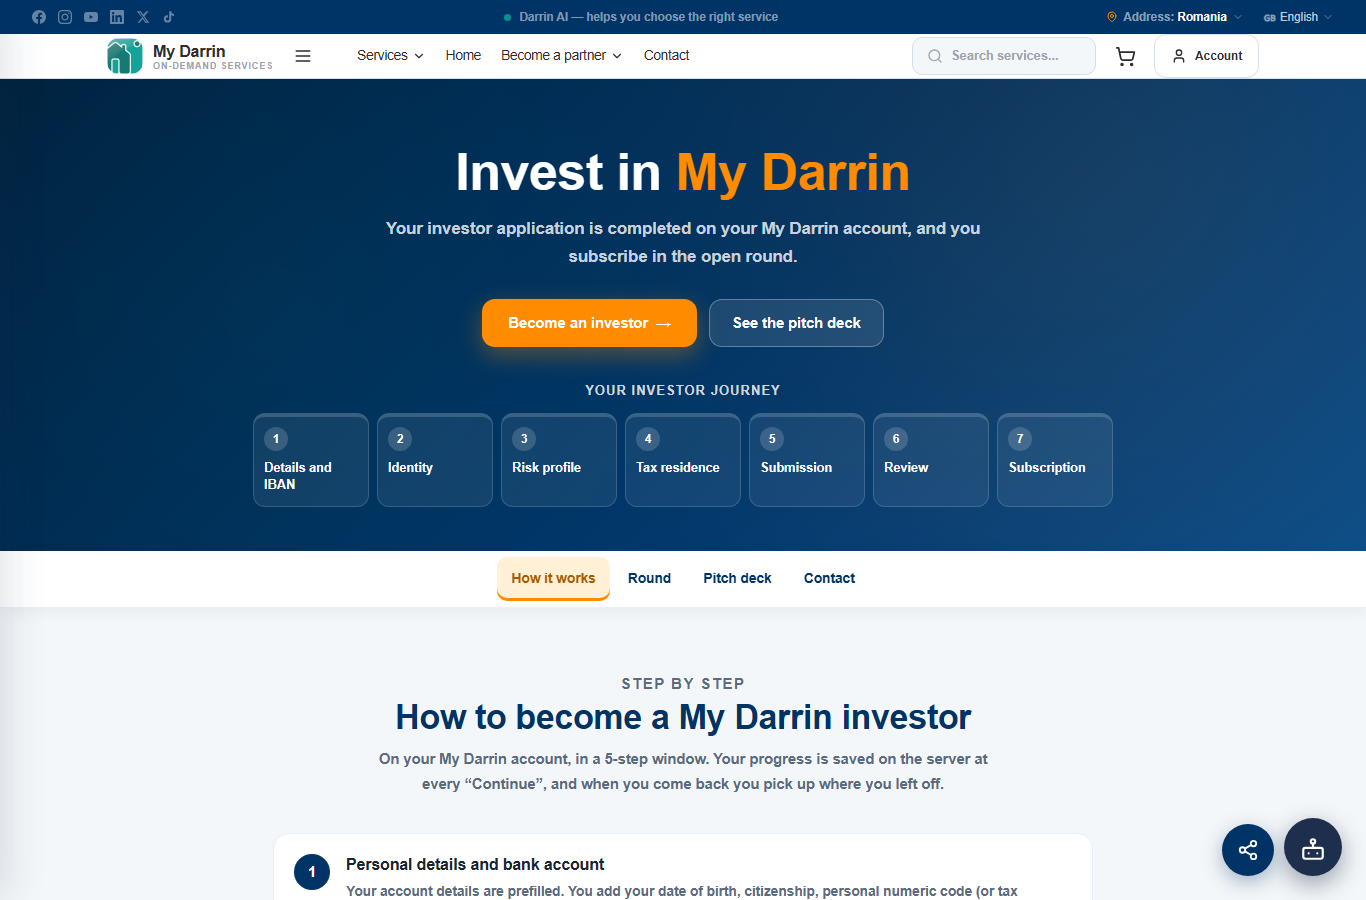 Darrin AI — helps you choose the right service
Address: Romania
GB English
My Darrin
ON-DEMAND SERVICES
Services
Home
Become a partner
Contact
Search services...
Account
Invest in My Darrin
Your investor application is completed on your My Darrin account, and you
subscribe in the open round.
Become an investor →
See the pitch deck
YOUR INVESTOR JOURNEY
1
Details and
IBAN
2
Identity
3
Risk profile
4
Tax residence
5
Submission
6
Review
7
Subscription
How it works
Round
Pitch deck
Contact
STEP BY STEP
How to become a My Darrin investor
On your My Darrin account, in a 5-step window. Your progress is saved on the server at
every “Continue”, and when you come back you pick up where you left off.
1
Personal details and bank account
Your account details are prefilled. You add your date of birth, citizenship, personal numeric code (or tax